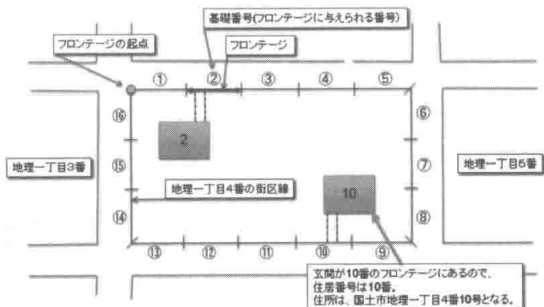 基礎番号(フロンテージに与えられる番号)
フロンテージの起点
フロンテージ
① ② ③ ④ ⑤
⑯ ⑥
2
地理一丁目3番 ⑮ ⑦ 地理一丁目5番
地理一丁目4番の街区線 10
⑭ ⑧
⑬ ⑫ ⑪ ⑩ ⑨
玄関が10番のフロンテージにあるので、
住居番号は10番。
住所は、国土市地理一丁目4番10号となる。